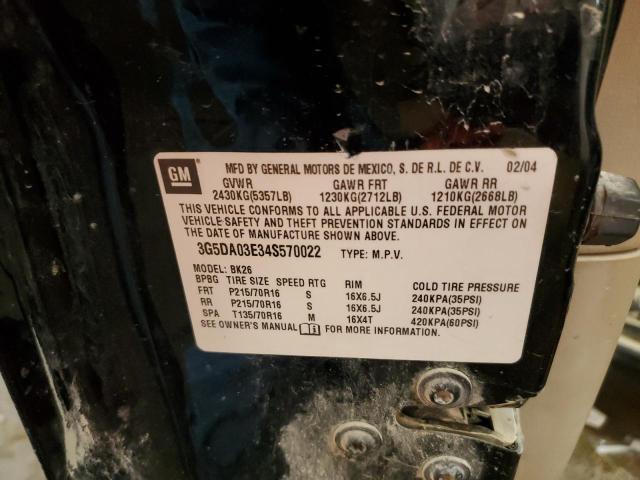 GM
MFD BY GENERAL MOTORS DE MEXICO, S. DE R.L. DE C.V. 02/04
GVWR GAWR FRT GAWR RR
2430KG(5357LB) 1230KG(2712LB) 1210KG(2668LB)
THIS VEHICLE CONFORMS TO ALL APPLICABLE U.S. FEDERAL MOTOR
VEHICLE SAFETY AND THEFT PREVENTION STANDARDS IN EFFECT ON
THE DATE OF MANUFACTURE SHOWN ABOVE.
3G5DA03E34S570022 TYPE: M.P.V.
MODEL: BK26
BPBG TIRE SIZE SPEED RTG RIM COLD TIRE PRESSURE
FRT P215/70R16 S 16X6.5J 240KPA(35PSI)
RR P215/70R16 S 16X6.5J 240KPA(35PSI)
SPA T135/70R16 M 16X4T 420KPA(60PSI)
SEE OWNER'S MANUAL i FOR MORE INFORMATION.